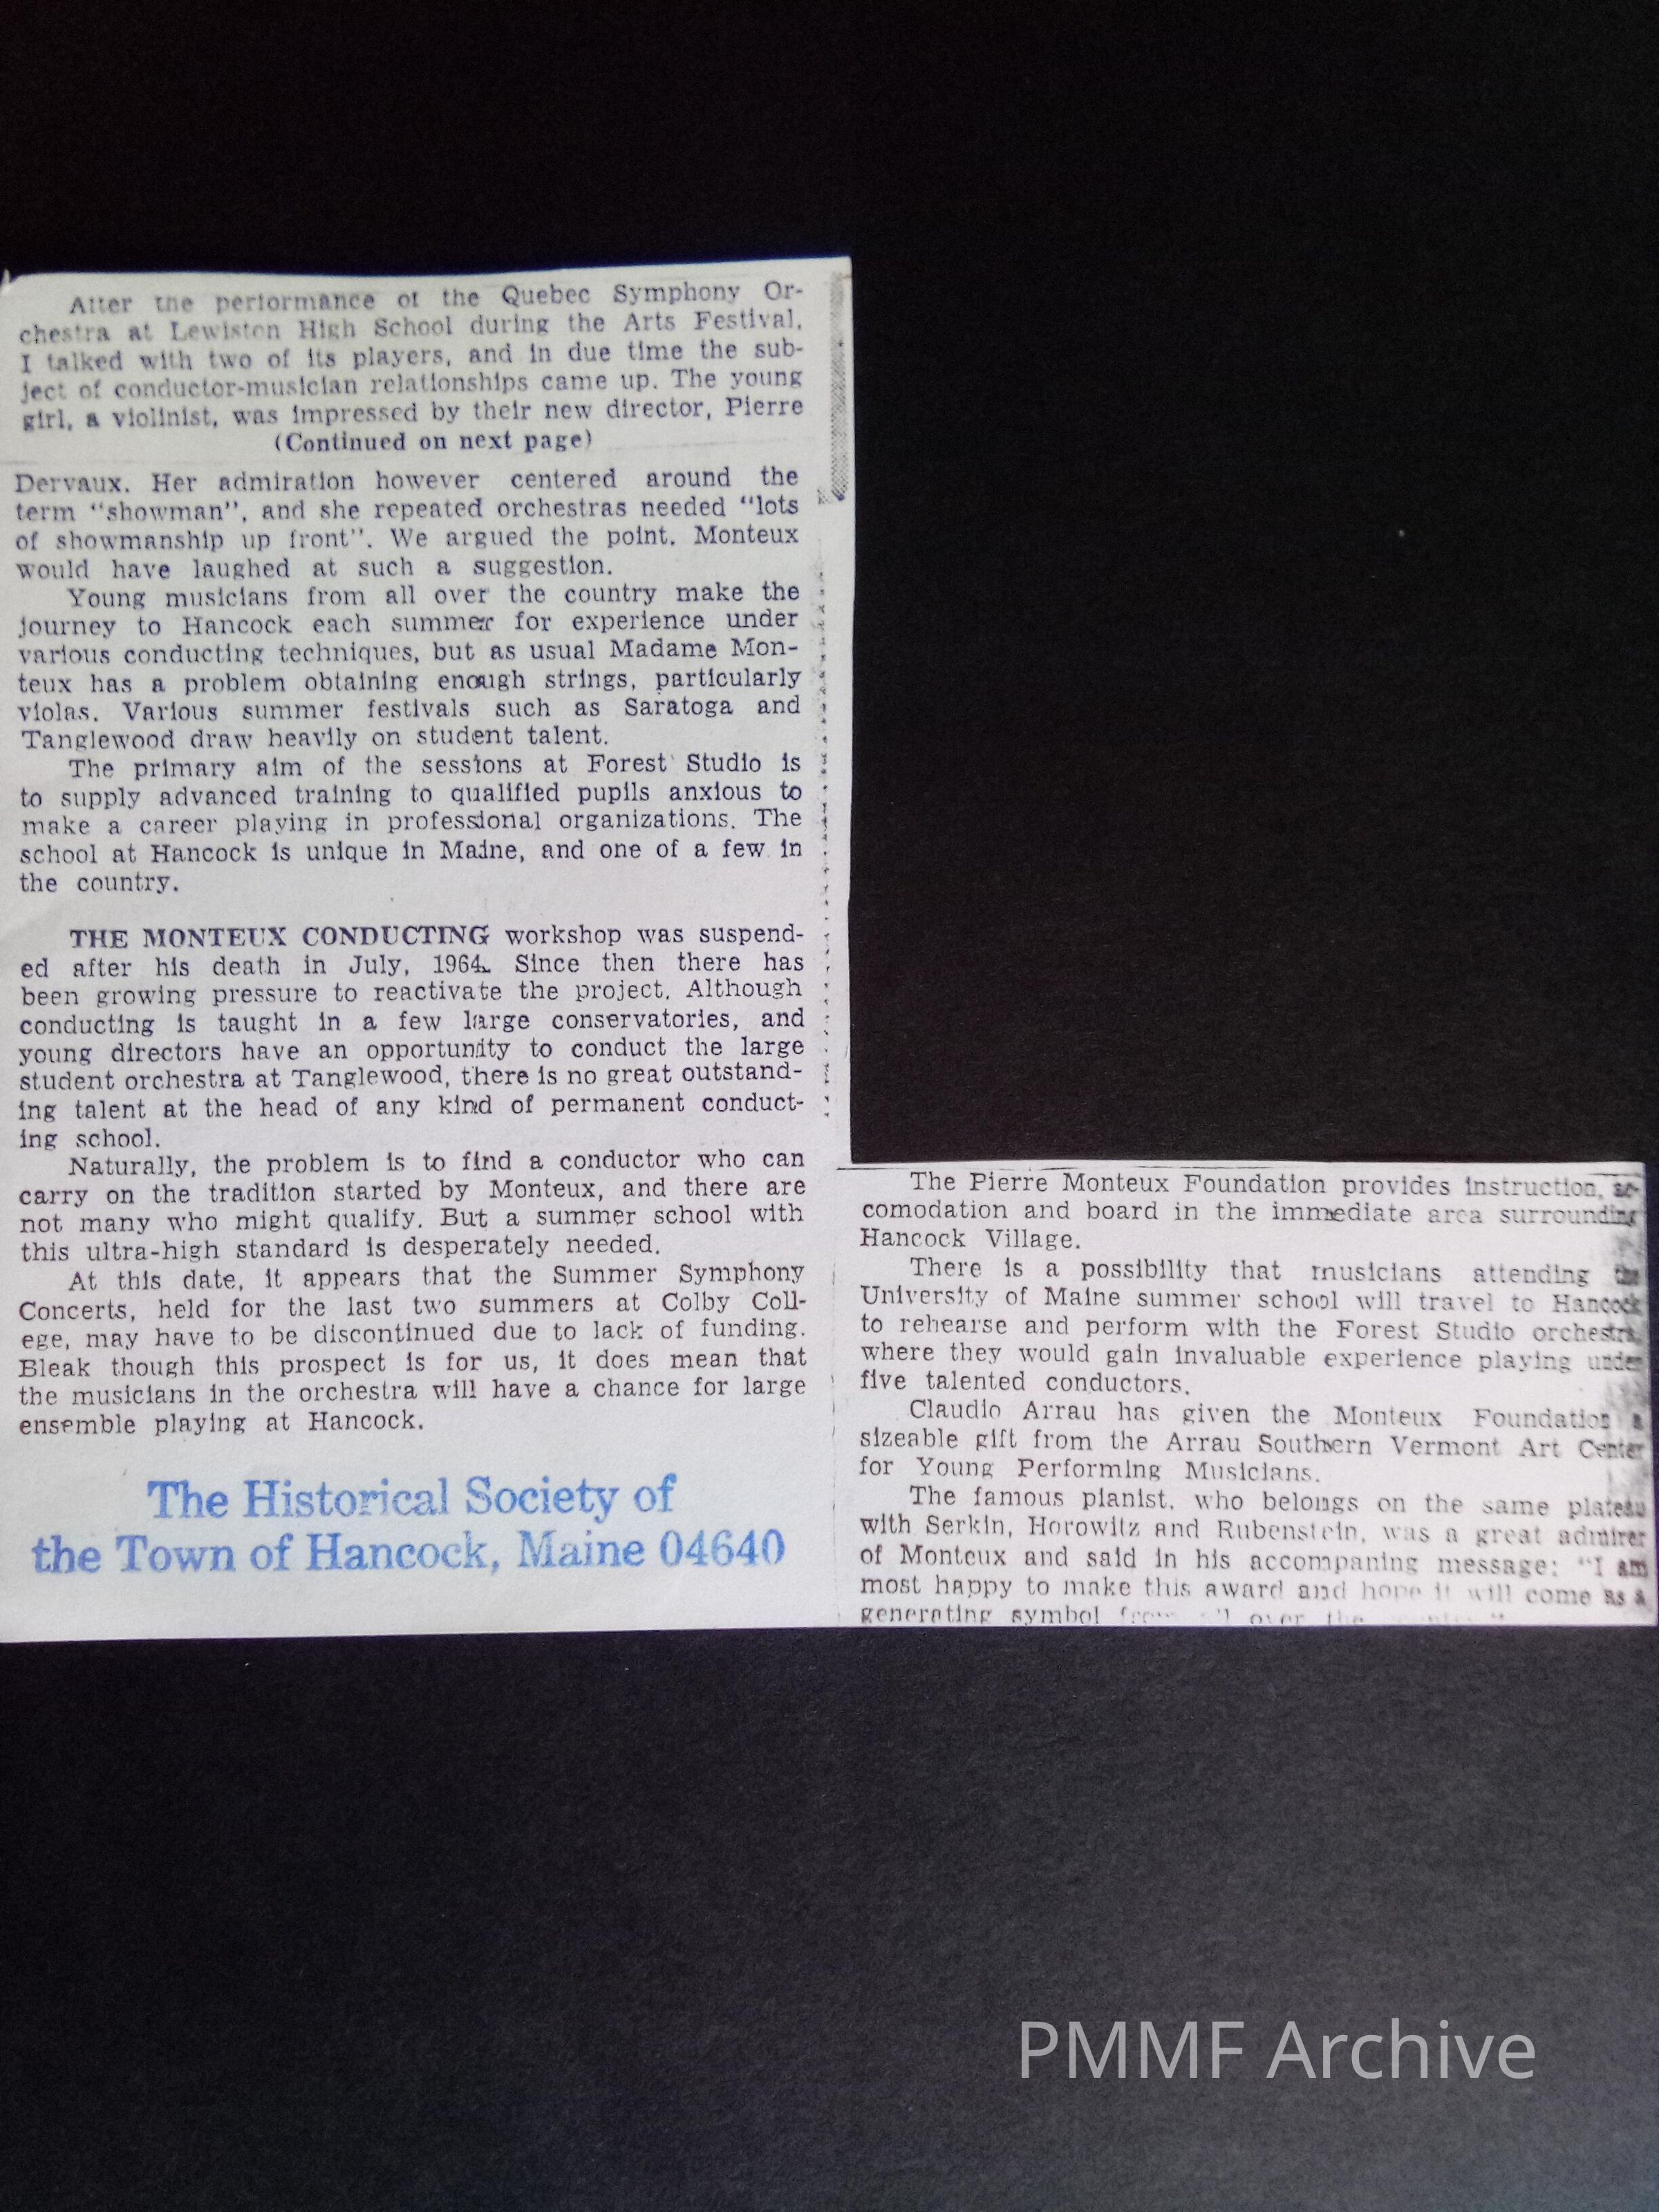 After the performance of the Quebec Symphony Or-
chestra at Lewiston High School during the Arts Festival,
I talked with two of its players, and in due time the sub-
ject of conductor-musician relationships came up. The young
girl, a violinist, was impressed by their new director, Pierre
(Continued on next page)
Dervaux. Her admiration however centered around the
term "showman", and she repeated orchestras needed "lots
of showmanship up front". We argued the point. Monteux
would have laughed at such a suggestion.
Young musicians from all over the country make the
journey to Hancock each summer for experience under
various conducting techniques, but as usual Madame Mon-
teux has a problem obtaining enough strings, particularly
violas. Various summer festivals such as Saratoga and
Tanglewood draw heavily on student talent.
The primary aim of the sessions at Forest Studio is
to supply advanced training to qualified pupils anxious to
make a career playing in professional organizations. The
school at Hancock is unique in Maine, and one of a few in
the country.
THE MONTEUX CONDUCTING workshop was suspend-
ed after his death in July, 1964. Since then there has
been growing pressure to reactivate the project. Although
conducting is taught in a few large conservatories, and
young directors have an opportunity to conduct the large
student orchestra at Tanglewood, there is no great outstand-
ing talent at the head of any kind of permanent conduct-
ing school.
Naturally, the problem is to find a conductor who can
carry on the tradition started by Monteux, and there are
not many who might qualify. But a summer school with
this ultra-high standard is desperately needed.
At this date, it appears that the Summer Symphony
Concerts, held for the last two summers at Colby Coll-
ege, may have to be discontinued due to lack of funding.
Bleak though this prospect is for us, it does mean that
the musicians in the orchestra will have a chance for large
ensemble playing at Hancock.
The Historical Society of
the Town of Hancock, Maine 04640
The Pierre Monteux Foundation provides instruction, ac-
comodation and board in the immediate area surrounding
Hancock Village.
There is a possibility that musicians attending the
University of Maine summer school will travel to Hancock
to rehearse and perform with the Forest Studio orchestra,
where they would gain invaluable experience playing under
five talented conductors.
Claudio Arrau has given the Monteux Foundation a
sizeable gift from the Arrau Southern Vermont Art Center
for Young Performing Musicians.
The famous pianist, who belongs on the same plateau
with Serkin, Horowitz and Rubenstein, was a great admirer
of Monteux and said in his accompaning message: "I am
most happy to make this award and hope it will come as a
generating symbol from all over the
PMMF Archive